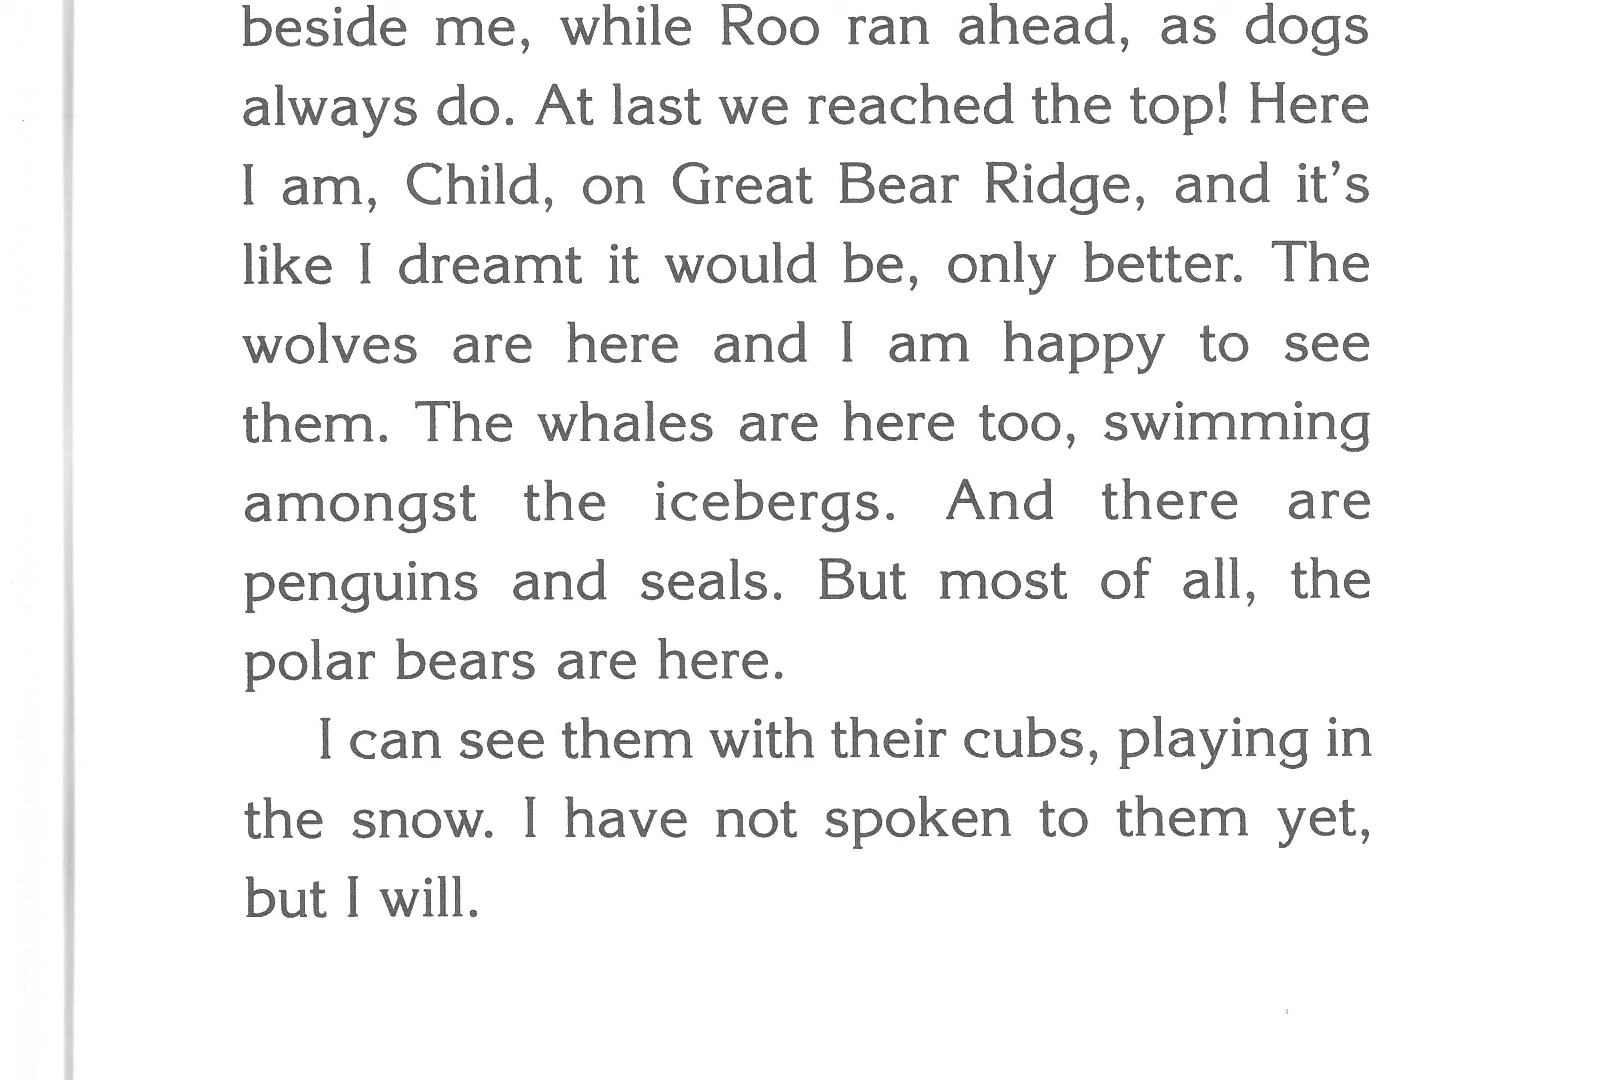 beside me, while Roo ran ahead, as dogs
always do. At last we reached the top! Here
I am, Child, on Great Bear Ridge, and it’s
like I dreamt it would be, only better. The
wolves are here and I am happy to see
them. The whales are here too, swimming
amongst the icebergs. And there are
penguins and seals. But most of all, the
polar bears are here.
I can see them with their cubs, playing in
the snow. I have not spoken to them yet,
but I will.